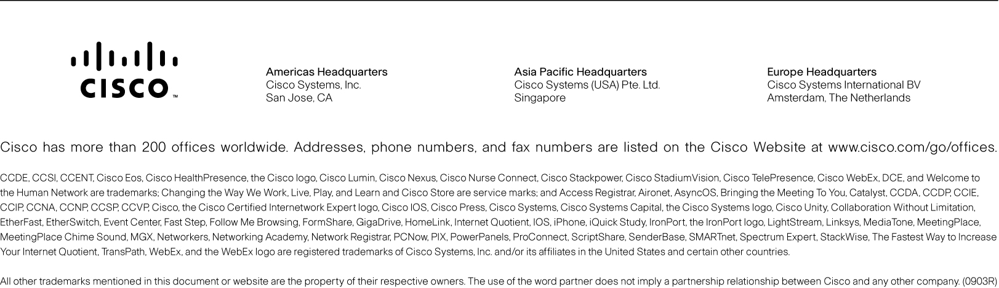 CISCO ™
Americas Headquarters
Cisco Systems, Inc.
San Jose, CA
Asia Pacific Headquarters
Cisco Systems (USA) Pte. Ltd.
Singapore
Europe Headquarters
Cisco Systems International BV
Amsterdam, The Netherlands
Cisco has more than 200 offices worldwide. Addresses, phone numbers, and fax numbers are listed on the Cisco Website at www.cisco.com/go/offices.
CCDE, CCSI, CCENT, Cisco Eos, Cisco HealthPresence, the Cisco logo, Cisco Lumin, Cisco Nexus, Cisco Nurse Connect, Cisco Stackpower, Cisco StadiumVision, Cisco TelePresence, Cisco WebEx, DCE, and Welcome to
the Human Network are trademarks; Changing the Way We Work, Live, Play, and Learn and Cisco Store are service marks; and Access Registrar, Aironet, AsyncOS, Bringing the Meeting To You, Catalyst, CCDA, CCDP, CCIE,
CCIP, CCNA, CCNP, CCSP, CCVP, Cisco, the Cisco Certified Internetwork Expert logo, Cisco IOS, Cisco Press, Cisco Systems, Cisco Systems Capital, the Cisco Systems logo, Cisco Unity, Collaboration Without Limitation,
EtherFast, EtherSwitch, Event Center, Fast Step, Follow Me Browsing, FormShare, GigaDrive, HomeLink, Internet Quotient, IOS, iPhone, iQuick Study, IronPort, the IronPort logo, LightStream, Linksys, MediaTone, MeetingPlace,
MeetingPlace Chime Sound, MGX, Networkers, Networking Academy, Network Registrar, PCNow, PIX, PowerPanels, ProConnect, ScriptShare, SenderBase, SMARTnet, Spectrum Expert, StackWise, The Fastest Way to Increase
Your Internet Quotient, TransPath, WebEx, and the WebEx logo are registered trademarks of Cisco Systems, Inc. and/or its affiliates in the United States and certain other countries.
All other trademarks mentioned in this document or website are the property of their respective owners. The use of the word partner does not imply a partnership relationship between Cisco and any other company. (0903R)